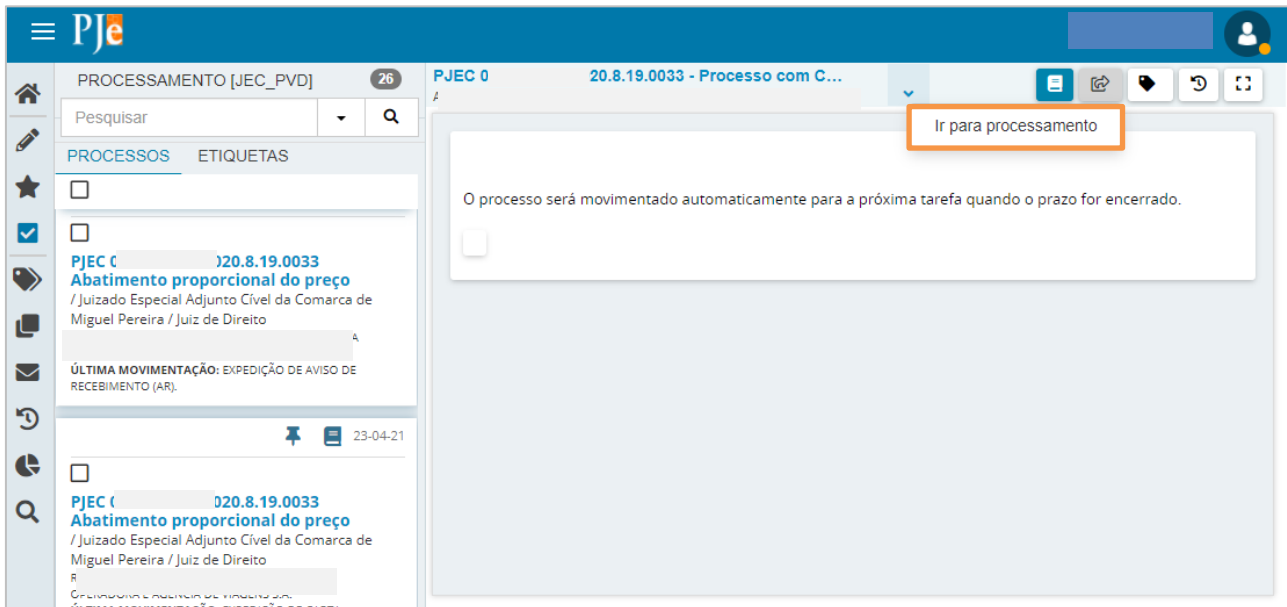 PJe
PROCESSAMENTO [JEC_PVD] 26
Pesquisar
PROCESSOS ETIQUETAS
PJEC 0 020.8.19.0033
Abatimento proporcional do preço
/ Juizado Especial Adjunto Cível da Comarca de
Miguel Pereira / Juiz de Direito
A
ÚLTIMA MOVIMENTAÇÃO: EXPEDIÇÃO DE AVISO DE
RECEBIMENTO (AR).
23-04-21
PJEC 020.8.19.0033
Abatimento proporcional do preço
/ Juizado Especial Adjunto Cível da Comarca de
Miguel Pereira / Juiz de Direito
R
OPERADORA E AGENCIA DE VIAGENS S.A.
PJEC 0 20.8.19.0033 - Processo com C...
A
Ir para processamento
O processo será movimentado automaticamente para a próxima tarefa quando o prazo for encerrado.